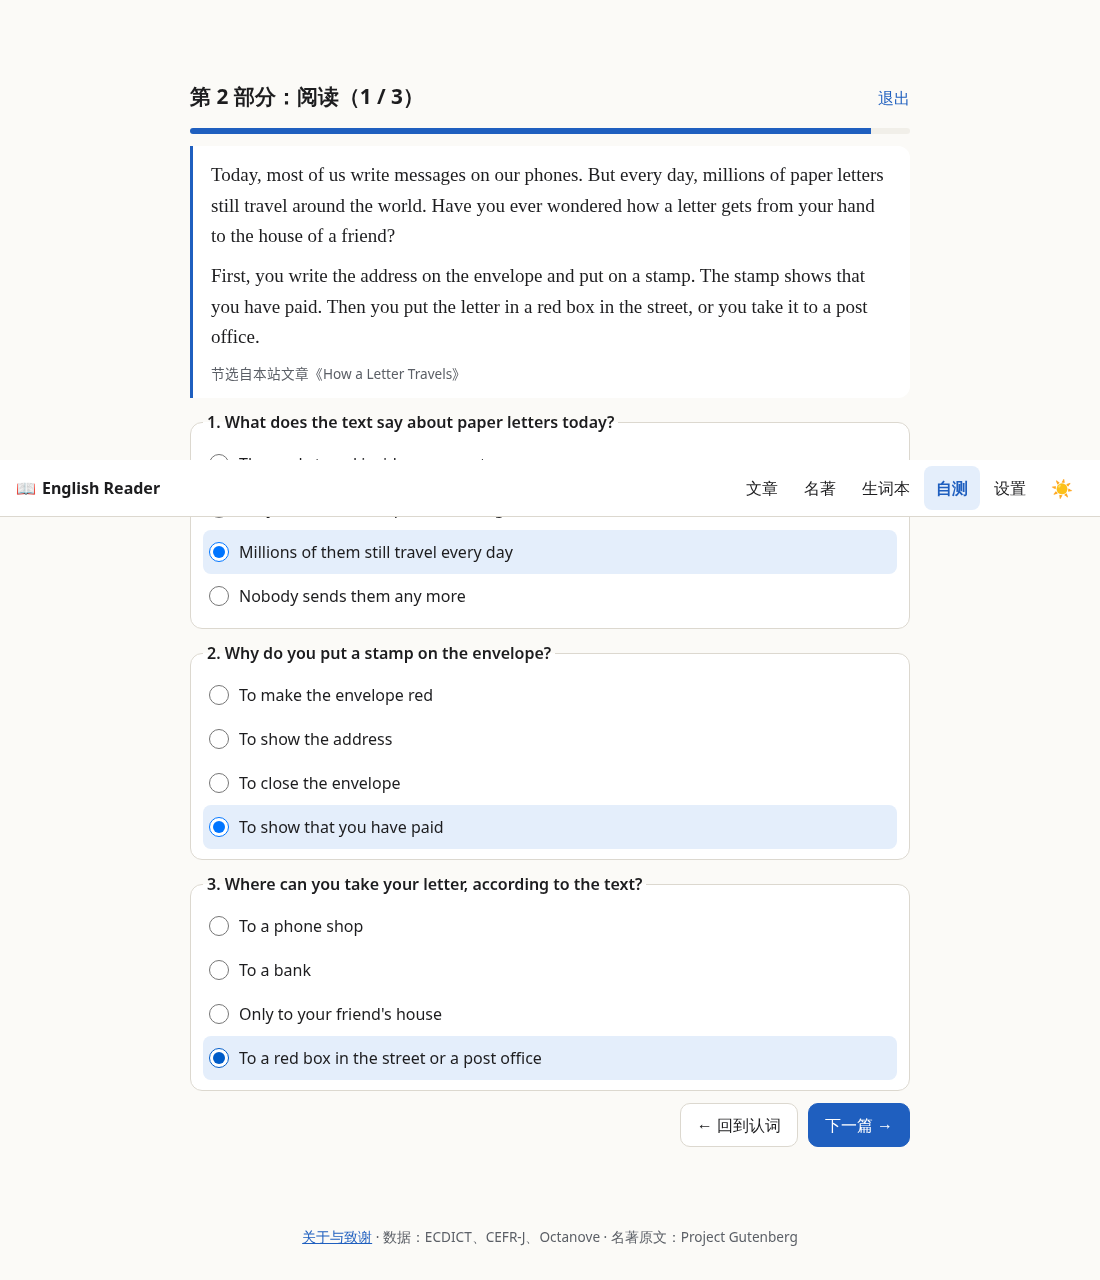 第 2 部分：阅读（1 / 3）
退出
Today, most of us write messages on our phones. But every day, millions of paper letters
still travel around the world. Have you ever wondered how a letter gets from your hand
to the house of a friend?
First, you write the address on the envelope and put on a stamp. The stamp shows that
you have paid. Then you put the letter in a red box in the street, or you take it to a post
office.
节选自本站文章《How a Letter Travels》
1. What does the text say about paper letters today?
📖 English Reader
文章
名著
生词本
自测
设置
☀️
Millions of them still travel every day
Nobody sends them any more
2. Why do you put a stamp on the envelope?
To make the envelope red
To show the address
To close the envelope
To show that you have paid
3. Where can you take your letter, according to the text?
To a phone shop
To a bank
Only to your friend's house
To a red box in the street or a post office
← 回到认词
下一篇 →
关于与致谢 · 数据：ECDICT、CEFR-J、Octanove · 名著原文：Project Gutenberg